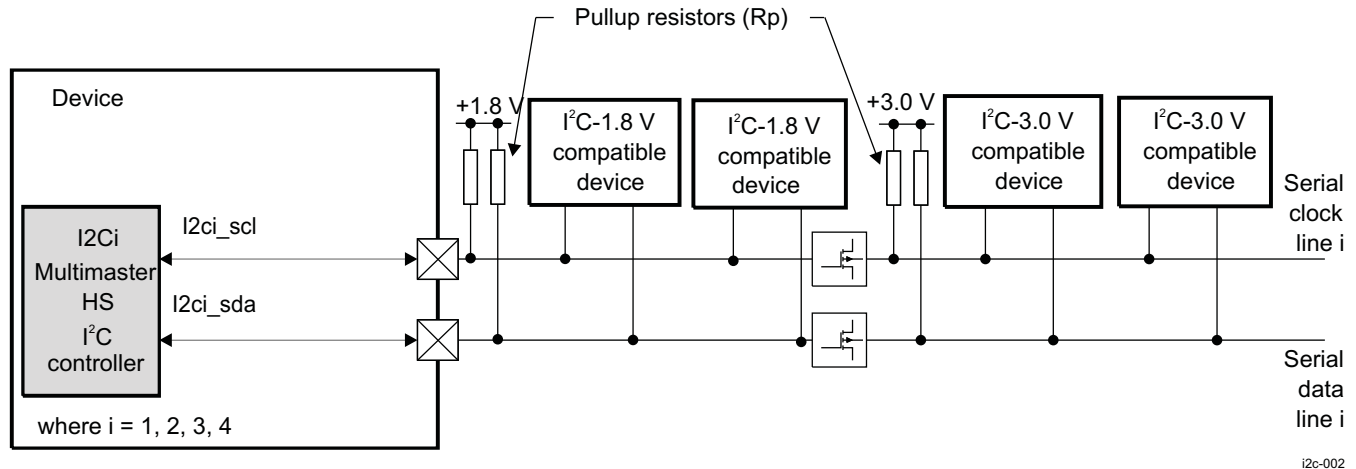 Pullup resistors (Rp)
Device
+1.8 V
I²C-1.8 V
compatible
device
I²C-1.8 V
compatible
device
+3.0 V
I²C-3.0 V
compatible
device
I²C-3.0 V
compatible
device
Serial
clock
line i
I2Ci
Multimaster
HS
I²C
controller
I2ci_scl
I2ci_sda
Serial
data
line i
where i = 1, 2, 3, 4
i2c-002